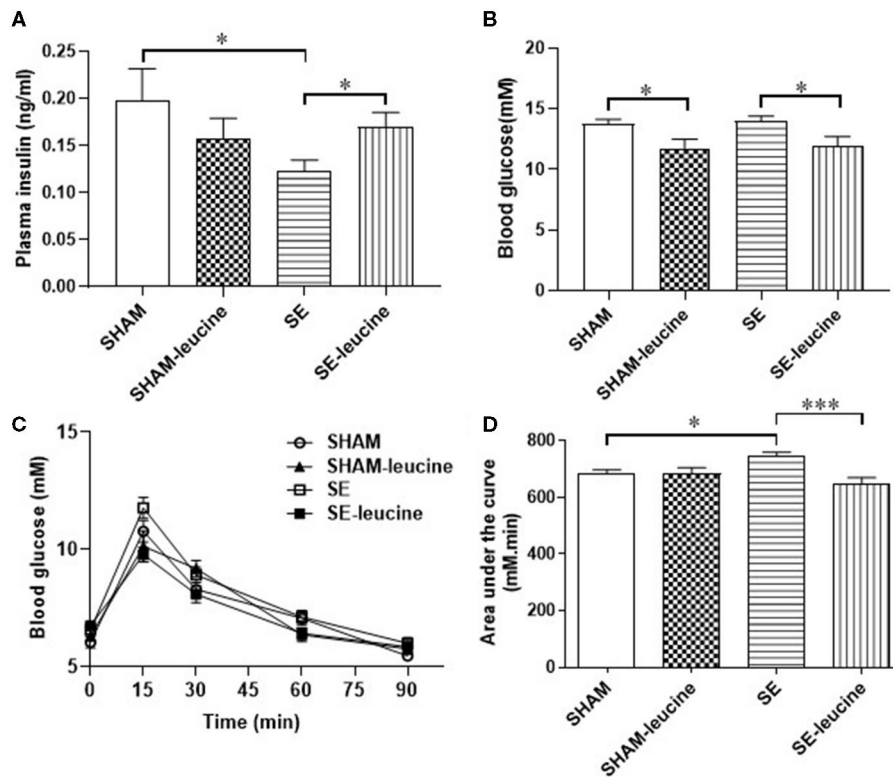 A
Plasma insulin (ng/ml)
0.25
0.20
0.15
0.10
0.05
0.00
*
*
SHAM
SHAM-leucine
SE
SE-leucine
B
Blood glucose(mM)
20
15
10
5
0
*
*
SHAM
SHAM-leucine
SE
SE-leucine
C
Blood glucose (mM)
15
10
5
SHAM
SHAM-leucine
SE
SE-leucine
0 15 30 45 60 75 90
Time (min)
D
Area under the curve
(mM.min)
800
600
400
200
0
*
***
SHAM
SHAM-leucine
SE
SE-leucine